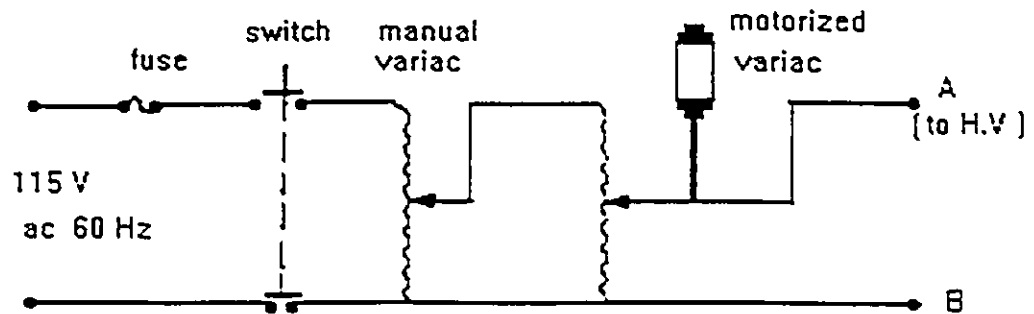 fuse
switch
manual
variac
motorized
variac
A
(to H.V)
115 V
ac 60 Hz
B